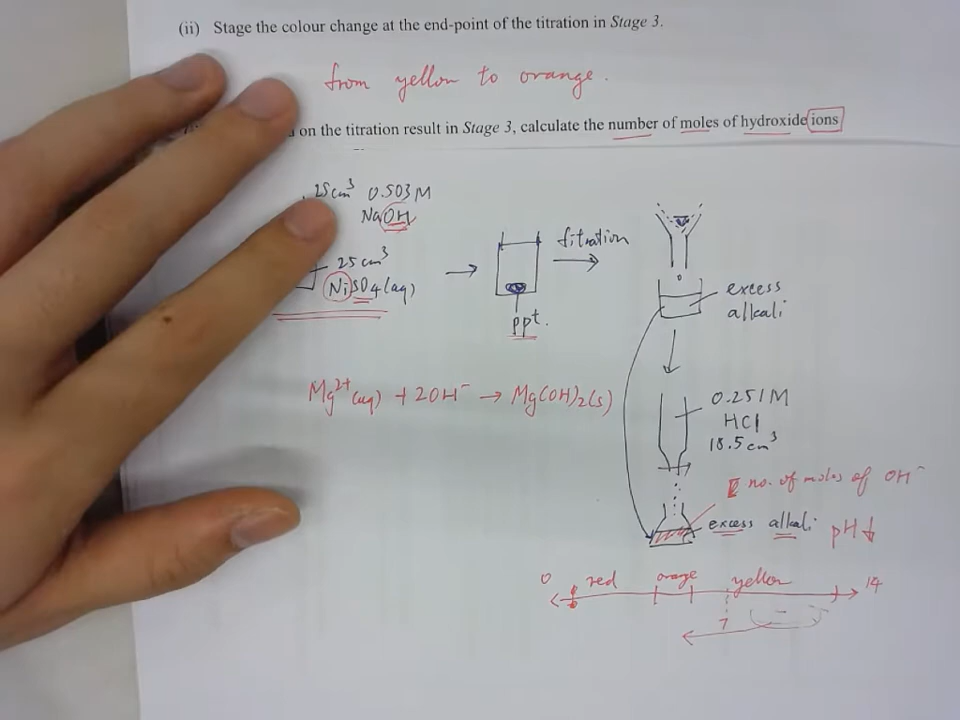 (ii) Stage the colour change at the end-point of the titration in Stage 3.
from yellow to orange.
on the titration result in Stage 3, calculate the number of moles of hydroxide ions
25cm³ 0.503M
NaOH
25cm³
NiSO4(aq)
ppt.
filtration
excess
alkali
Mg²⁺(aq) + 2OH⁻ → Mg(OH)2(s)
0.251M
HCl
18.5cm³
no. of moles of OH⁻
excess alkali pH↓
0 red orange yellow 14
7